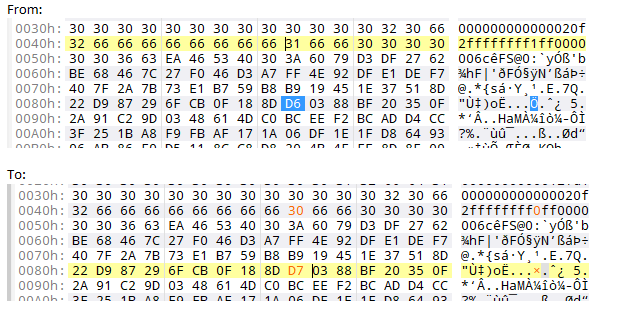 From:
0030h: 30 30 30 30 30 30 30 30 30 30 30 30 30 32 30 66 00000000000000020f
0040h: 32 66 66 66 66 66 66 66 31 66 66 30 30 30 30 2ffffffff1ff0000
0050h: 30 30 36 63 EA 46 53 40 30 3A 60 79 D3 DF 27 62 006cêFS@0:`yÓß'b
0060h: BE 68 46 7C 27 F0 46 D3 A7 FF 4E 92 DF E1 DE F7 ¾hF|'ðFÓ§ÿN’ßáÞ÷
0070h: 40 7F 2A 7B 73 E1 B7 59 B8 B9 19 45 1E 37 51 8D @.*{sá·Y¸¹.E.7Q.
0080h: 22 D9 87 29 6F CB 0F 18 8D D6 03 88 BF 20 35 0F "Ù‡)oË...Ö.ˆ¿ 5.
0090h: 2A 91 C2 9D 03 48 61 4D C0 BC EE F2 BC AD D4 CC *‘Â..HaMÀ¼îò¼-ÔÌ
00A0h: 3F 25 1B A8 F9 FB AF 17 1A 06 DF 1E 1F D8 64 93 ?%.¨ùû¯...ß..Ød“
To:
0030h: 30 30 30 30 30 30 30 30 30 30 30 30 30 32 30 66 00000000000000020f
0040h: 32 66 66 66 66 66 66 66 66 30 66 66 30 30 30 30 2ffffffff0ff0000
0050h: 30 30 36 63 EA 46 53 40 30 3A 60 79 D3 DF 27 62 006cêFS@0:`yÓß'b
0060h: BE 68 46 7C 27 F0 46 D3 A7 FF 4E 92 DF E1 DE F7 ¾hF|'ðFÓ§ÿN’ßáÞ÷
0070h: 40 7F 2A 7B 73 E1 B7 59 B8 B9 19 45 1E 37 51 8D @.*{sá·Y¸¹.E.7Q.
0080h: 22 D9 87 29 6F CB 0F 18 8D D7 03 88 BF 20 35 0F "Ù‡)oË...×.ˆ¿ 5.
0090h: 2A 91 C2 9D 03 48 61 4D C0 BC EE F2 BC AD D4 CC *‘Â..HaMÀ¼îò¼-ÔÌ